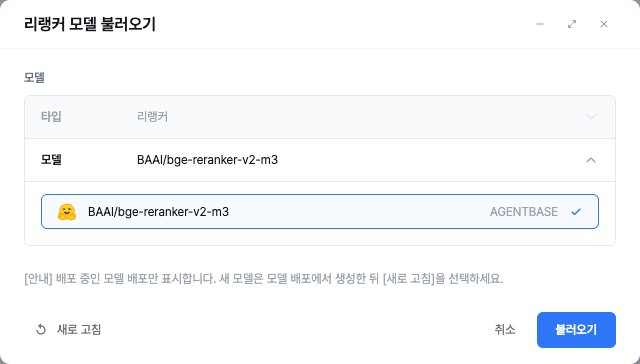 리랭커 모델 불러오기
모델
타입 리랭커
모델 BAAI/bge-reranker-v2-m3
BAAI/bge-reranker-v2-m3 AGENTBASE
[안내] 배포 중인 모델 배포만 표시합니다. 새 모델은 모델 배포에서 생성한 뒤 [새로 고침]을 선택하세요.
새로 고침 취소 불러오기